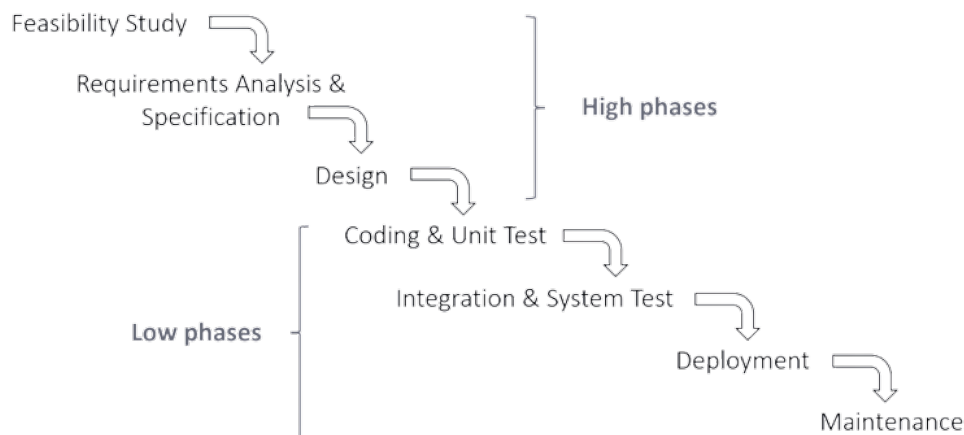 Feasibility Study
Requirements Analysis &
Specification
High phases
Design
Coding & Unit Test
Integration & System Test
Low phases
Deployment
Maintenance